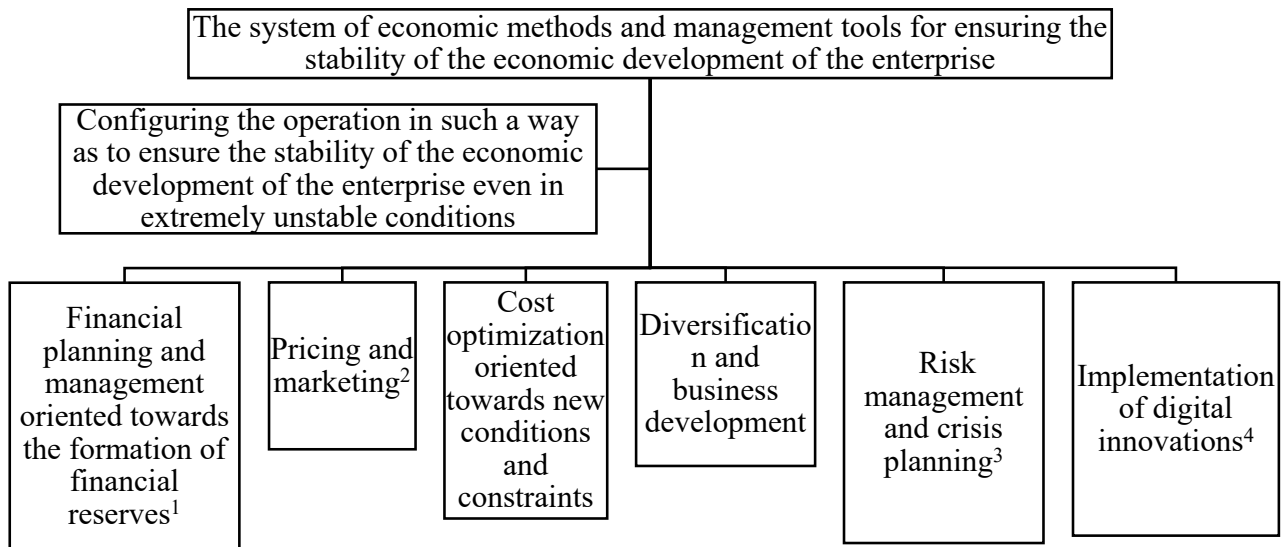 The system of economic methods and management tools for ensuring the
stability of the economic development of the enterprise
Configuring the operation in such a way
as to ensure the stability of the economic
development of the enterprise even in
extremely unstable conditions
Financial
planning and
management
oriented towards
the formation of
financial
reserves¹
Pricing and
marketing²
Cost
optimization
oriented
towards new
conditions
and
constraints
Diversificatio
n and
business
development
Risk
management
and crisis
planning³
Implementation
of digital
innovations⁴